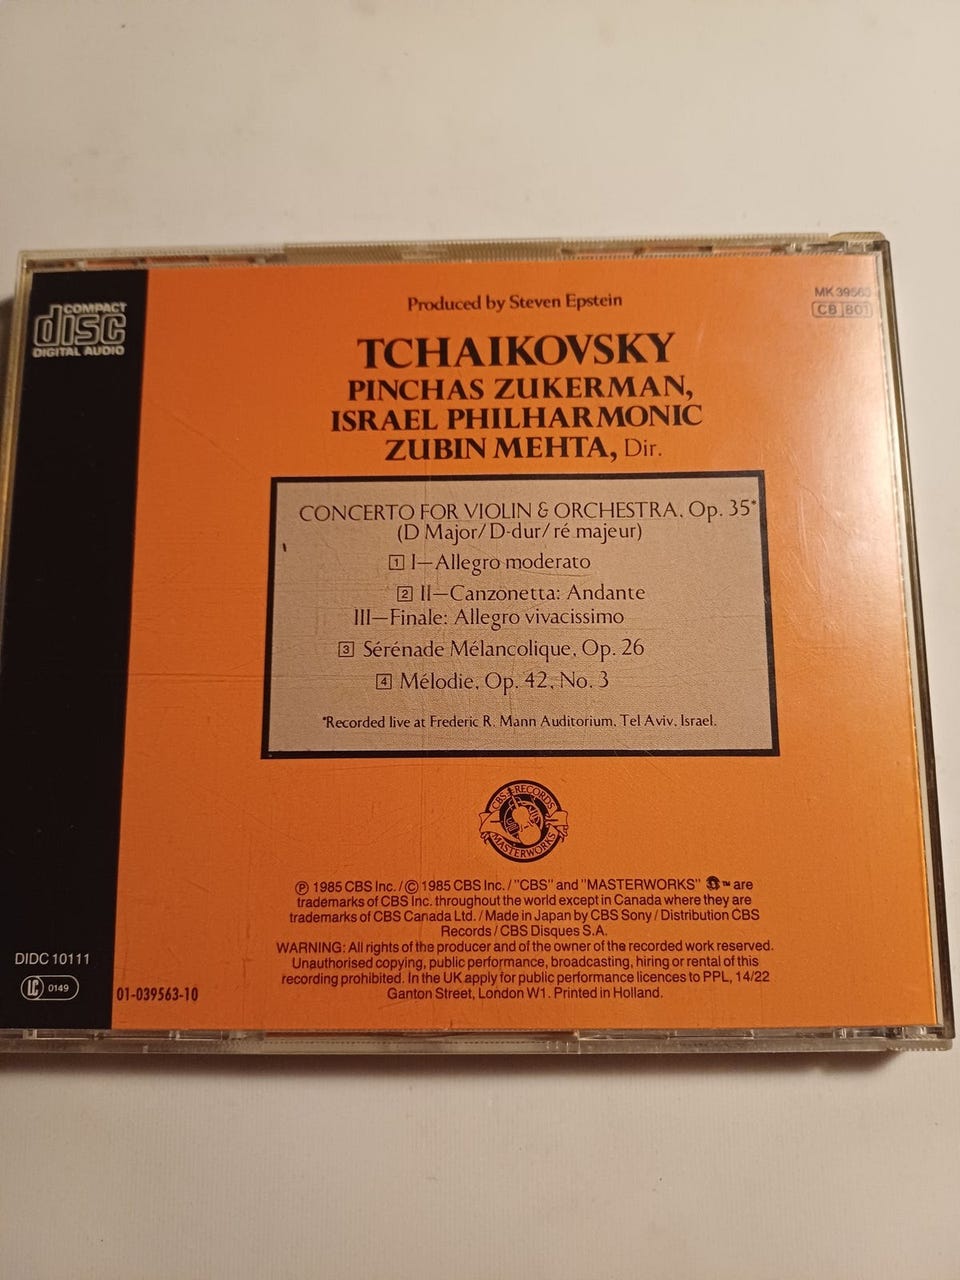 COMPACT
disc
DIGITAL AUDIO
Produced by Steven Epstein
MK 39563
CB 801
TCHAIKOVSKY
PINCHAS ZUKERMAN,
ISRAEL PHILHARMONIC
ZUBIN MEHTA, Dir.
CONCERTO FOR VIOLIN & ORCHESTRA, Op. 35*
(D Major/D-dur/ré majeur)
1 I—Allegro moderato
2 II—Canzonetta: Andante
III—Finale: Allegro vivacissimo
3 Sérénade Mélancolique, Op. 26
4 Mélodie, Op. 42, No. 3
*Recorded live at Frederic R. Mann Auditorium, Tel Aviv, Israel.
CBS RECORDS
MASTERWORKS
℗ 1985 CBS Inc. / © 1985 CBS Inc. / "CBS" and "MASTERWORKS" ™ are
trademarks of CBS Inc. throughout the world except in Canada where they are
trademarks of CBS Canada Ltd. / Made in Japan by CBS Sony / Distribution CBS
Records / CBS Disques S.A.
WARNING: All rights of the producer and of the owner of the recorded work reserved.
Unauthorised copying, public performance, broadcasting, hiring or rental of this
recording prohibited. In the UK apply for public performance licences to PPL, 14/22
Ganton Street, London W1. Printed in Holland.
DIDC 10111
LC 0149
01-039563-10